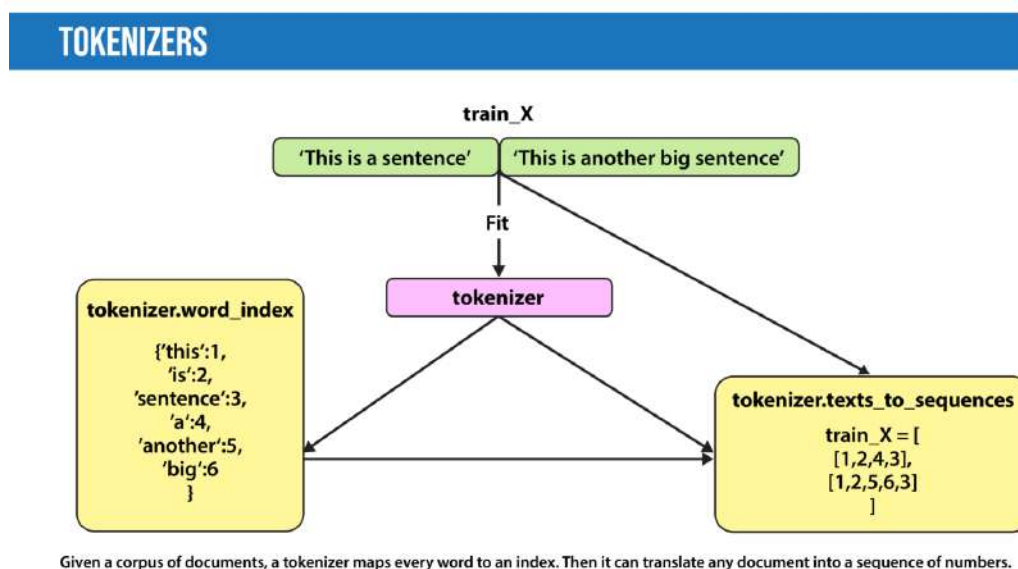 TOKENIZERS
train_X
‘This is a sentence’ ‘This is another big sentence’
Fit
tokenizer
tokenizer.word_index
{‘this‘:1,
‘is‘:2,
‘sentence‘:3,
‘a‘:4,
‘another‘:5,
‘big‘:6
}
tokenizer.texts_to_sequences
train_X = [
[1,2,4,3],
[1,2,5,6,3]
]
Given a corpus of documents, a tokenizer maps every word to an index. Then it can translate any document into a sequence of numbers.